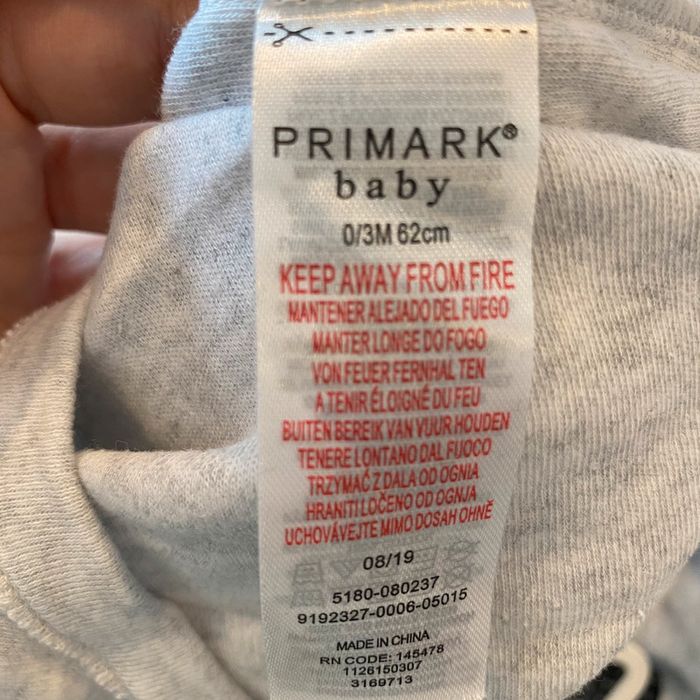 PRIMARK®
baby
0/3M 62cm
KEEP AWAY FROM FIRE
MANTENER ALEJADO DEL FUEGO
MANTER LONGE DO FOGO
VON FEUER FERNHAL TEN
A TENIR ÉLOIGNÉ DU FEU
BUITEN BEREIK VAN VUUR HOUDEN
TENERE LONTANO DAL FUOCO
TRZYMAĆ Z DALA OD OGNIA
HRANITI LOČENO OD OGNJA
UCHOVÁVEJTE MIMO DOSAH OHNĚ
08/19
5180-080237
9192327-0006-05015
MADE IN CHINA
RN CODE: 145478
1126150307
3169713